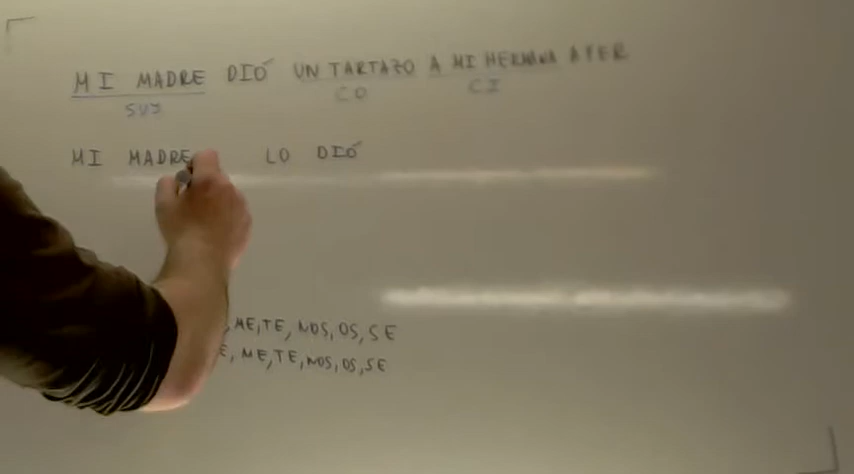 MI MADRE DIÓ UN TARTAZO A MI HERMANA AYER
SUJ CD CI
MI MADRE LO DIÓ
ME, TE, NOS, OS, SE
ME, TE, NOS, OS, SE